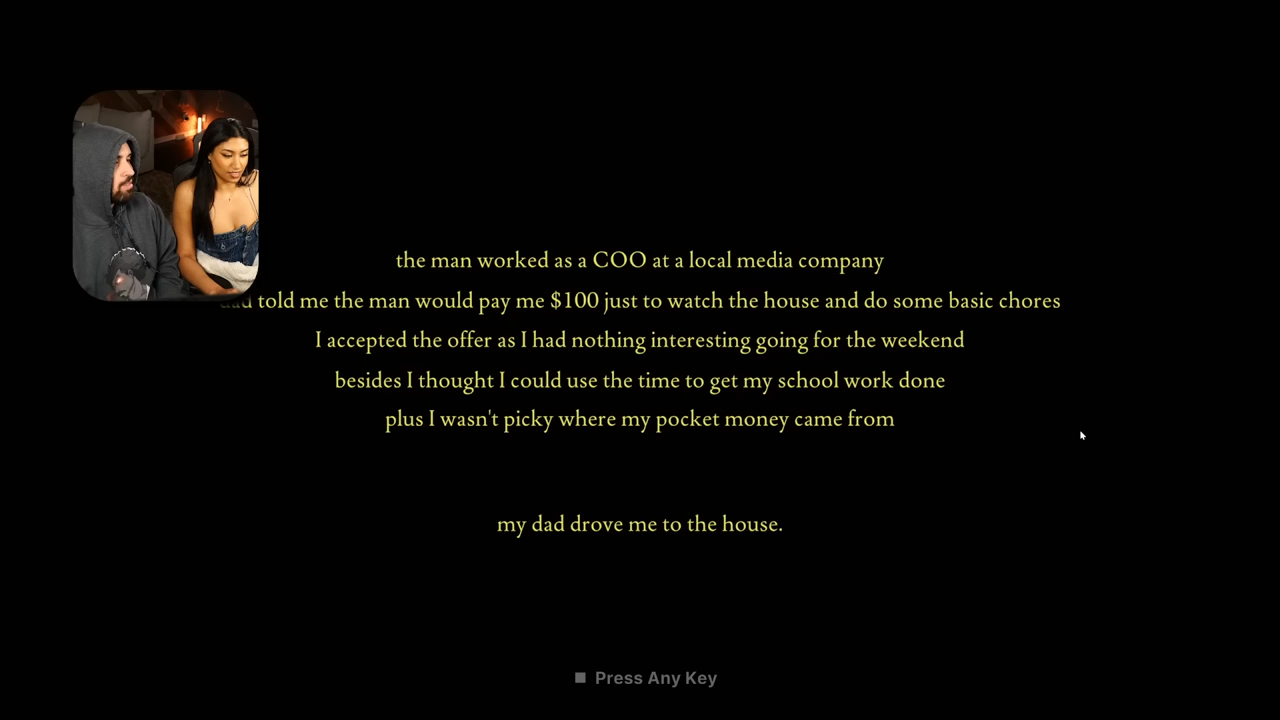 the man worked as a COO at a local media company
dad told me the man would pay me $100 just to watch the house and do some basic chores
I accepted the offer as I had nothing interesting going for the weekend
besides I thought I could use the time to get my school work done
plus I wasn't picky where my pocket money came from
my dad drove me to the house.
Press Any Key